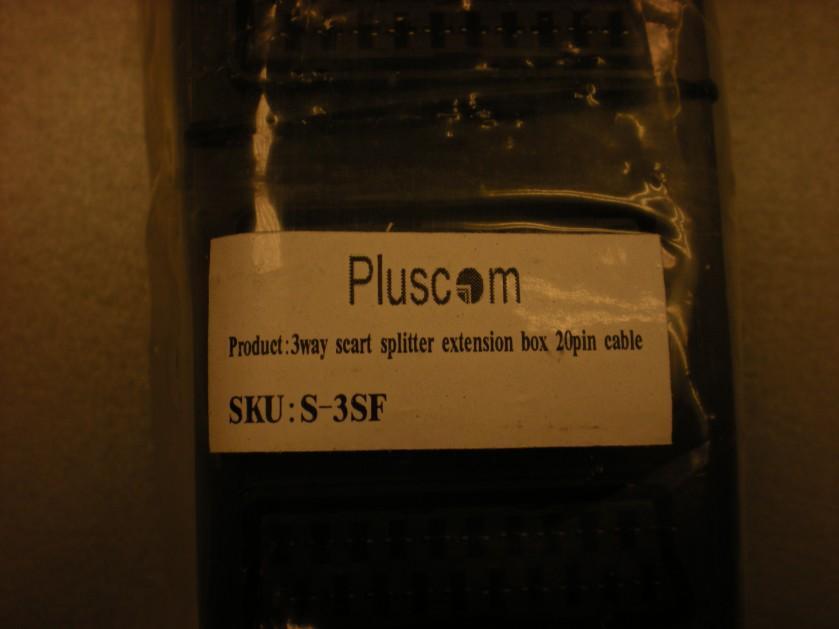 Pluscom
Product:3way scart splitter extension box 20pin cable
SKU:S-3SF